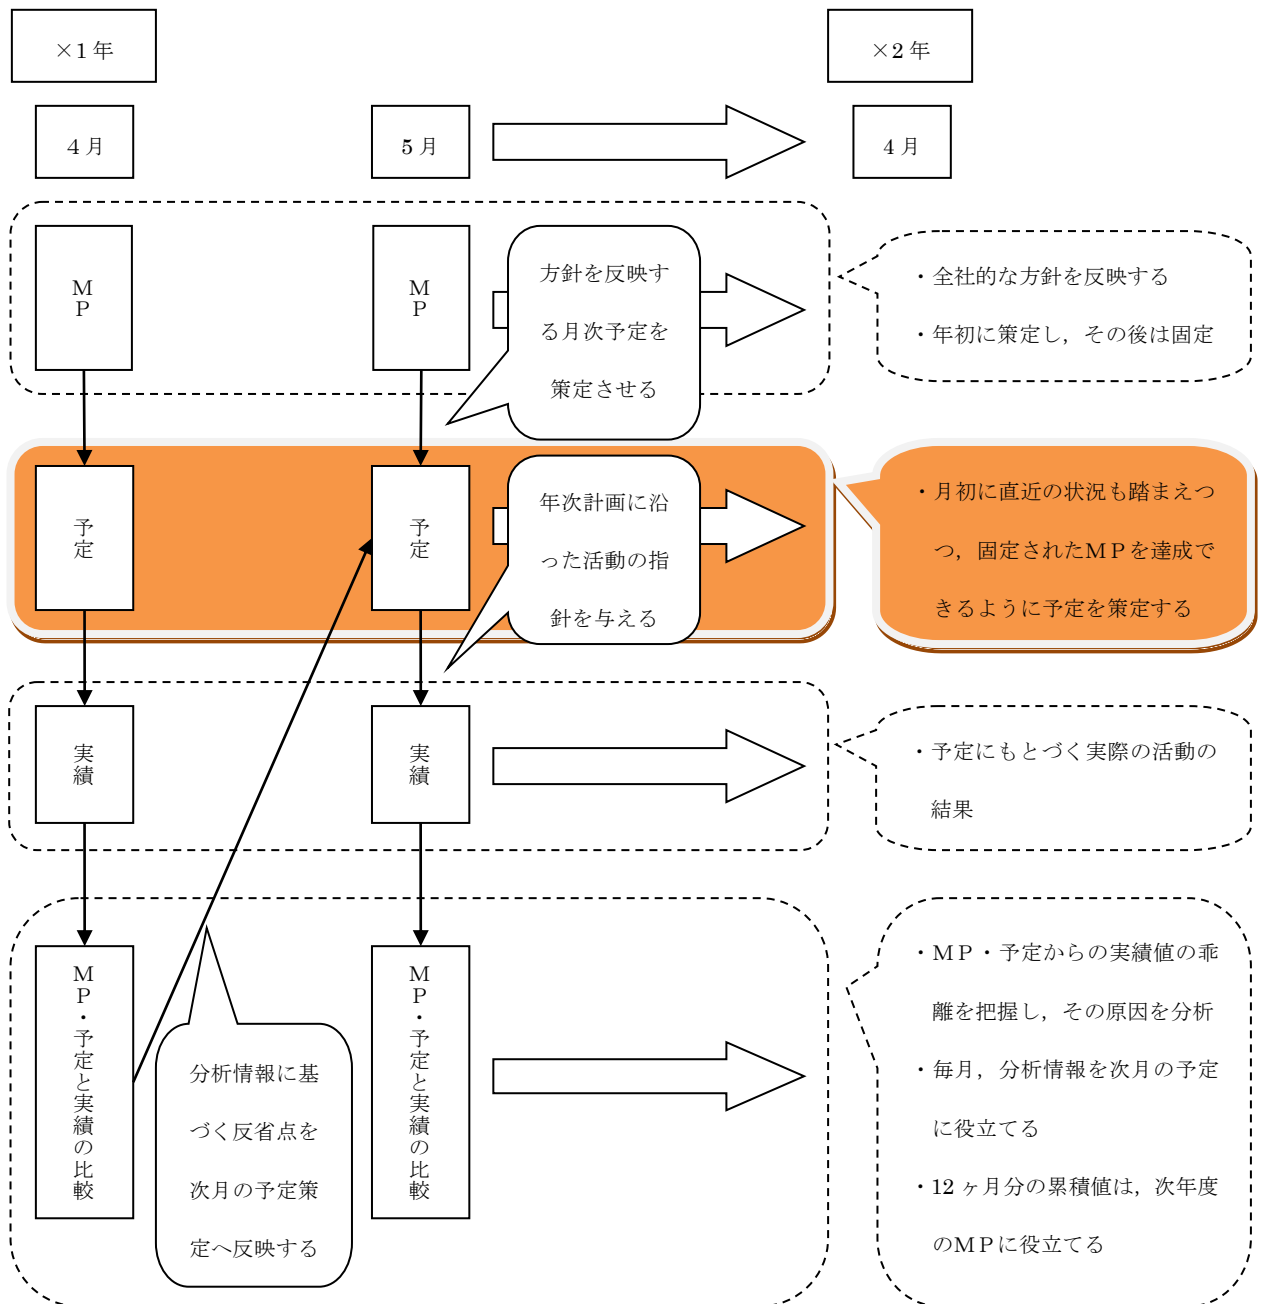 ×1年
×2年
4月
5月
4月
MP
MP
方針を反映す
る月次予定を
策定させる
・全社的な方針を反映する
・年初に策定し，その後は固定
予定
予定
年次計画に沿
った活動の指
針を与える
・月初に直近の状況も踏まえつ
つ，固定されたＭＰを達成で
きるように予定を策定する
実績
実績
・予定にもとづく実際の活動の
結果
ＭＰ・予定と実績の比較
分析情報に基
づく反省点を
次月の予定策
定へ反映する
ＭＰ・予定と実績の比較
・ＭＰ・予定からの実績値の乖
離を把握し，その原因を分析
・毎月，分析情報を次月の予定
に役立てる
・12ヶ月分の累積値は，次年度
のＭＰに役立てる